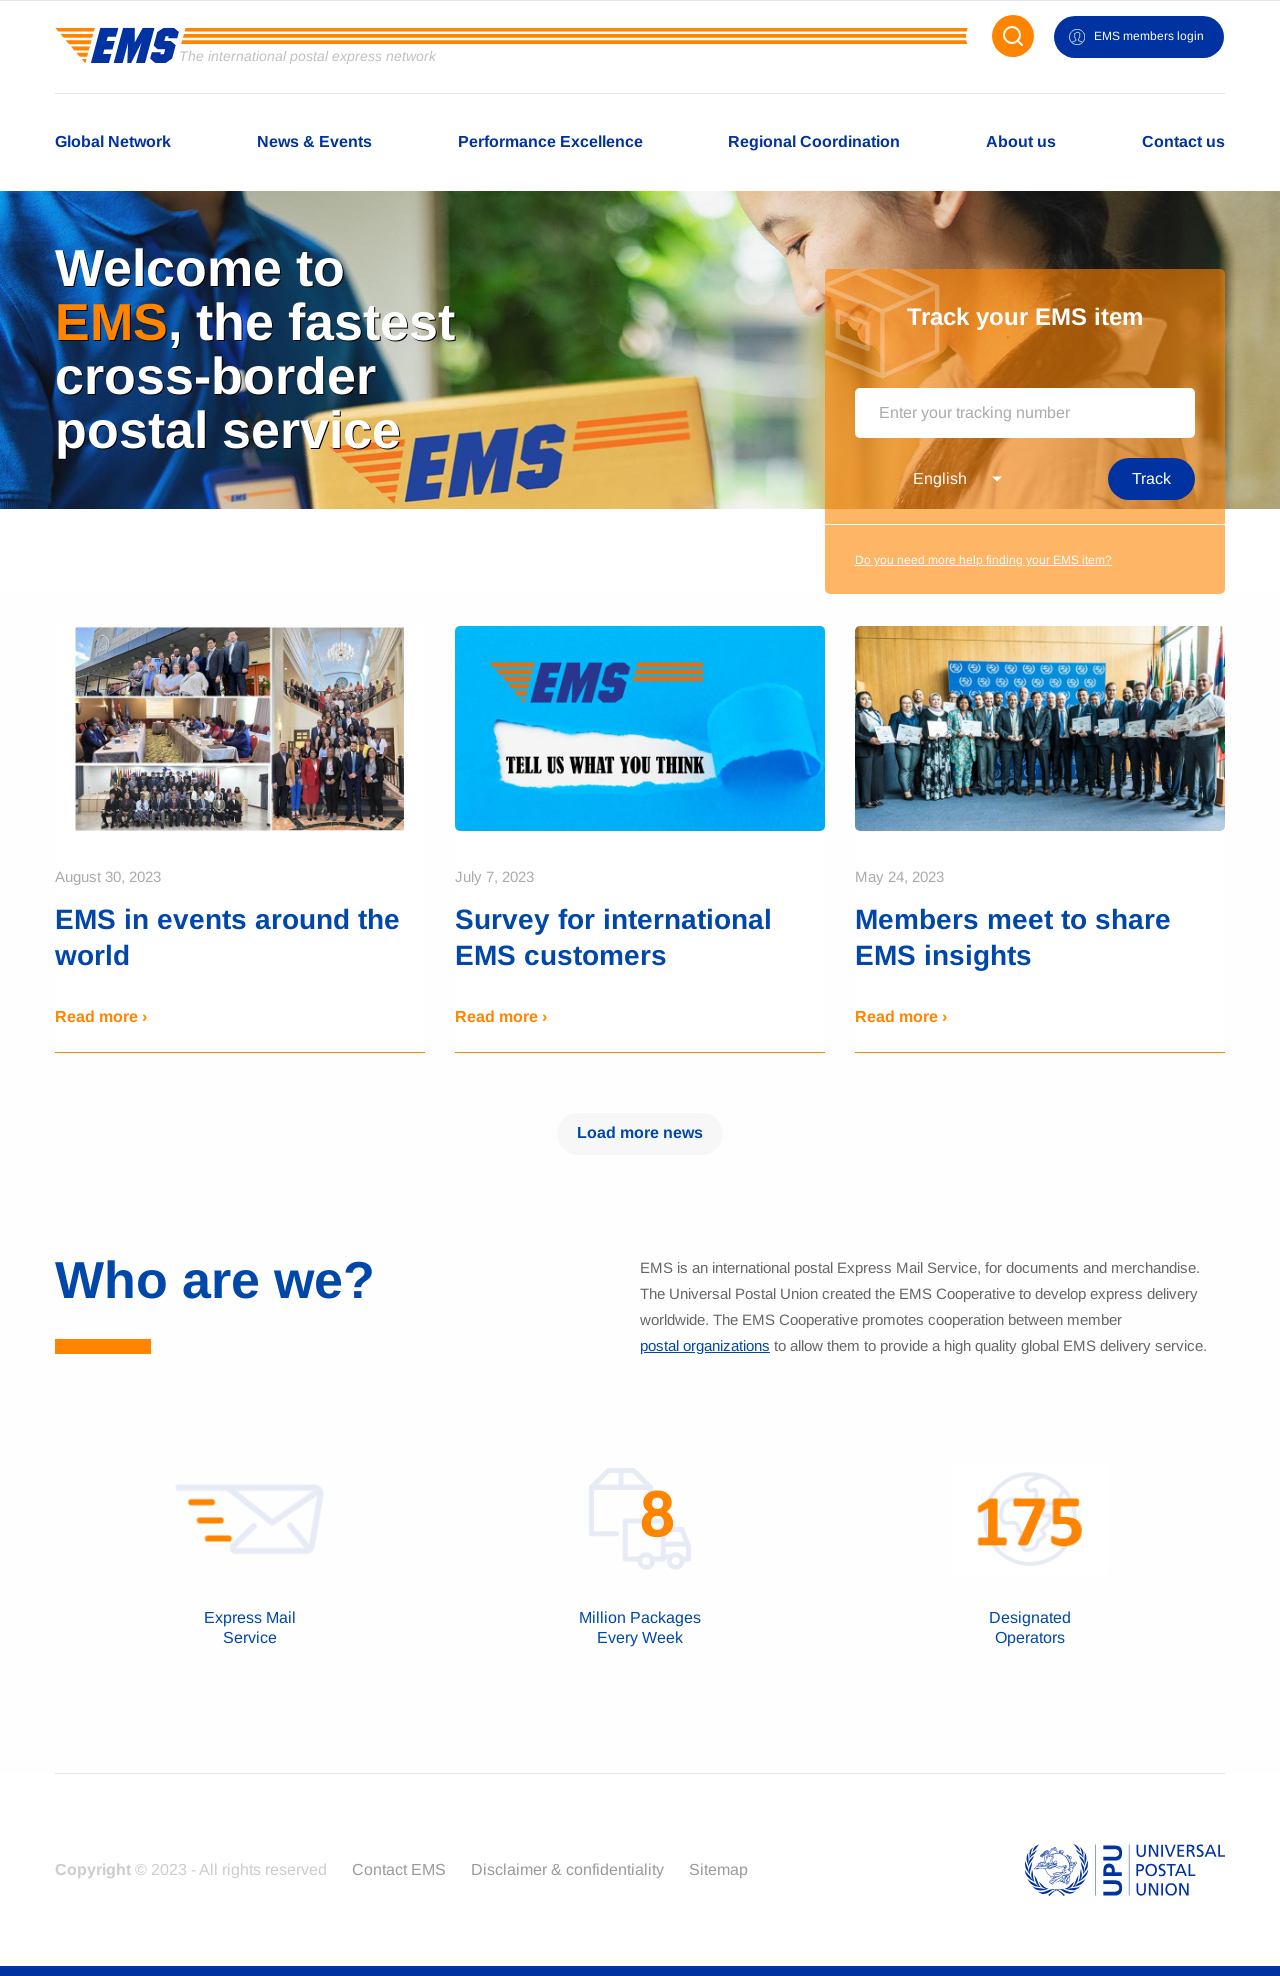 EMS
The international postal express network
EMS members login
Global Network
News & Events
Performance Excellence
Regional Coordination
About us
Contact us
Welcome to
EMS, the fastest
cross-border
postal service
EMS
EMS
Track your EMS item
Enter your tracking number
English
Track
Do you need more help finding your EMS item?
EMS
TELL US WHAT YOU THINK
August 30, 2023
EMS in events around the
world
Read more ›
July 7, 2023
Survey for international
EMS customers
Read more ›
May 24, 2023
Members meet to share
EMS insights
Read more ›
Load more news
Who are we?
EMS is an international postal Express Mail Service, for documents and merchandise.
The Universal Postal Union created the EMS Cooperative to develop express delivery
worldwide. The EMS Cooperative promotes cooperation between member
postal organizations to allow them to provide a high quality global EMS delivery service.
Express Mail
Service
8
Million Packages
Every Week
175
Designated
Operators
Copyright © 2023 - All rights reserved
Contact EMS
Disclaimer & confidentiality
Sitemap
UPU
UNIVERSAL
POSTAL
UNION